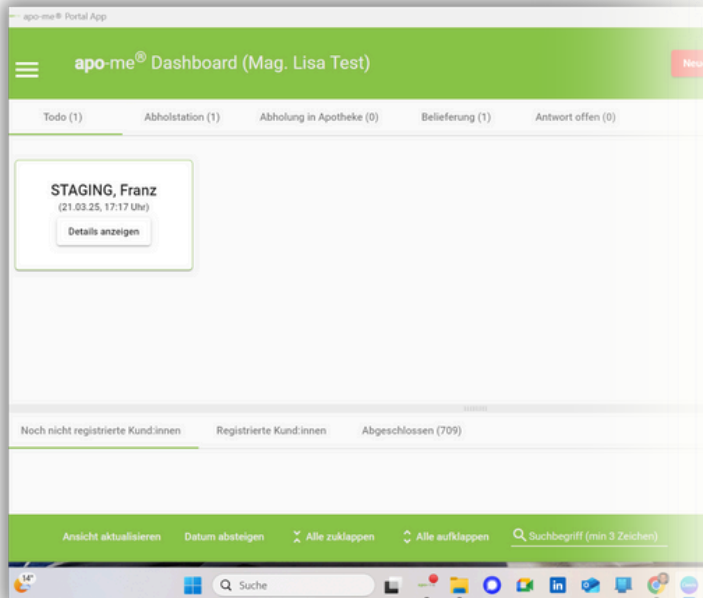 apo-me® Portal App
apo-me® Dashboard (Mag. Lisa Test)
Neu
Todo (1) Abholstation (1) Abholung in Apotheke (0) Belieferung (1) Antwort offen (0)
STAGING, Franz
(21.03.25, 17:17 Uhr)
Details anzeigen
Noch nicht registrierte Kund:innen Registrierte Kund:innen Abgeschlossen (709)
Ansicht aktualisieren Datum absteigen Alle zuklappen Alle aufklappen Suchbegriff (min 3 Zeichen)
14° Suche
in